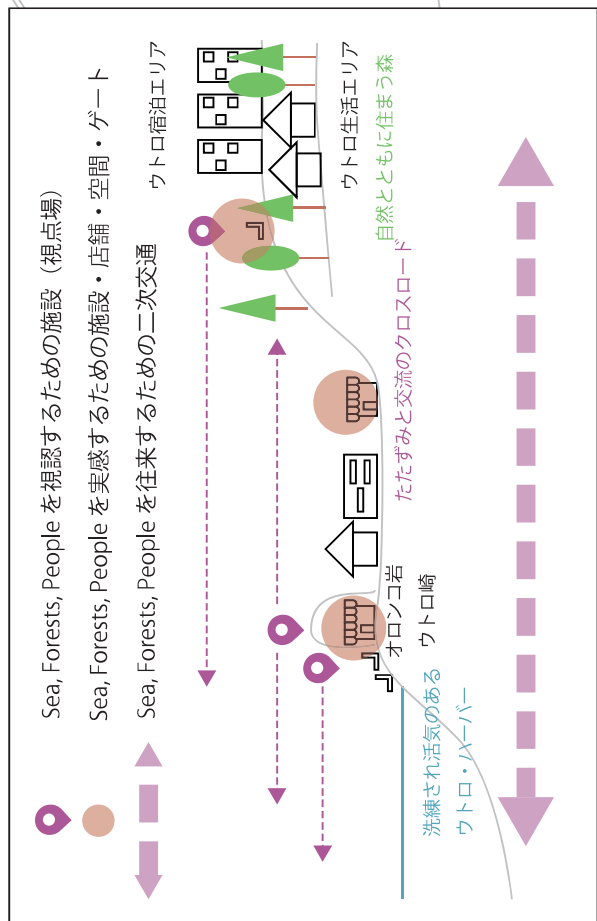 Sea, Forests, People を視認するための施設（視点場）
Sea, Forests, People を実感するための施設・店舗・空間・ゲート
Sea, Forests, People を往来するための二次交通
ウトロ宿泊エリア
ウトロ生活エリア
自然とともに住まう森
たたずみと交流のクロスロード
オロンコ岩
ウトロ崎
洗練され活気のある
ウトロ・ハーバー